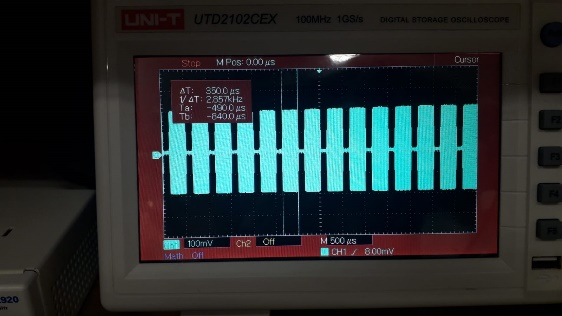 UNI-T UTD2102CEX 100MHz 1GS/s DIGITAL STORAGE OSCILLOSCOPE
Stop M Pos: 0.00 μs Cursor
ΔT: 350.0 μs
1/ΔT: 2.857kHz
Ta: -490.0 μs
Tb: -840.0 μs
CH1 100mV Ch2 Off M 500 μs
Math Off CH1 / 8.00mV
F2
F3
F4
F5
920